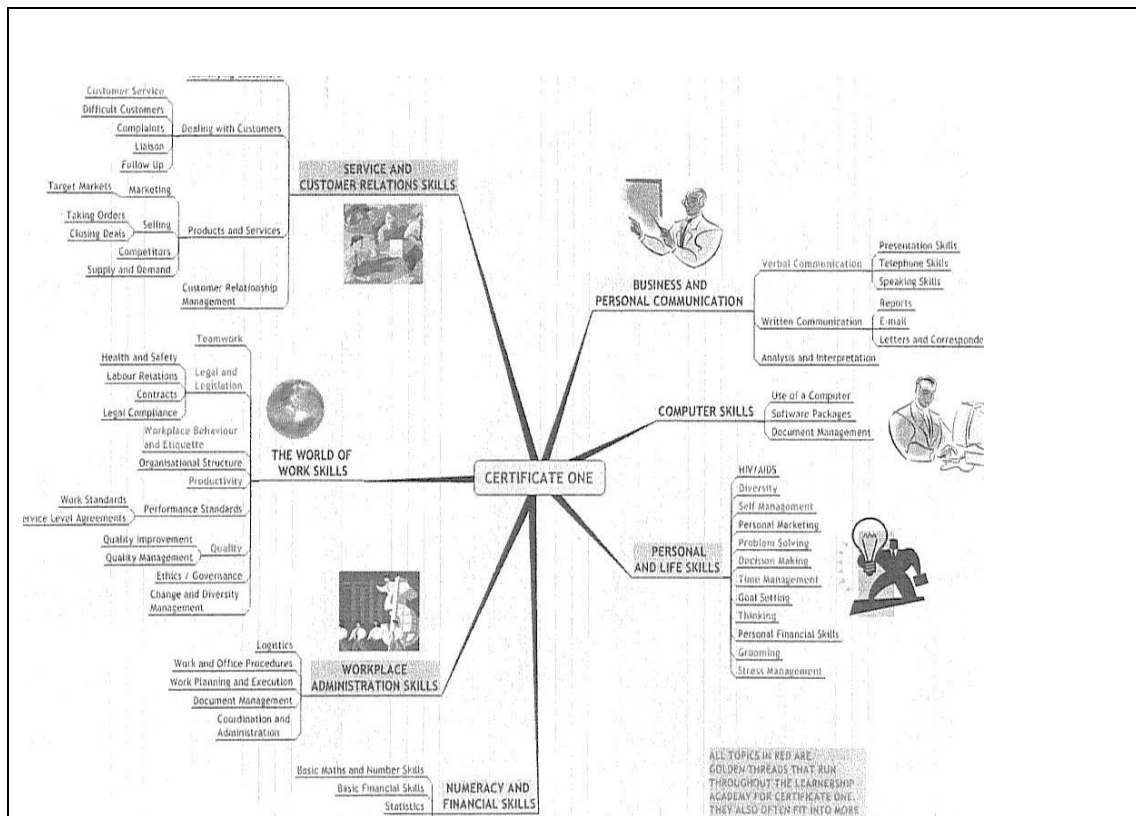 Customer Service
Difficult Customers
Complaints
Liaison
Follow Up
Dealing with Customers
Target Markets
Marketing
Taking Orders
Closing Deals
Selling
Competitors
Supply and Demand
Products and Services
Customer Relationship
Management
SERVICE AND
CUSTOMER RELATIONS SKILLS
Teamwork
Health and Safety
Labour Relations
Contracts
Legal Compliance
Legal and
Legislation
Workplace Behaviour
and Etiquette
Organisational Structure
Productivity
Work Standards
ervice Level Agreements
Performance Standards
Quality Improvement
Quality Management
Quality
Ethics / Governance
Change and Diversity
Management
THE WORLD OF
WORK SKILLS
Logistics
Work and Office Procedures
Work Planning and Execution
Document Management
Coordination and
Administration
WORKPLACE
ADMINISTRATION SKILLS
Basic Maths and Number Skills
Basic Financial Skills
Statistics
NUMERACY AND
FINANCIAL SKILLS
CERTIFICATE ONE
BUSINESS AND
PERSONAL COMMUNICATION
Verbal Communication
Presentation Skills
Telephone Skills
Speaking Skills
Written Communication
Reports
E-mail
Letters and Corresponde
Analysis and Interpretation
COMPUTER SKILLS
Use of a Computer
Software Packages
Document Management
PERSONAL
AND LIFE SKILLS
HIV/AIDS
Diversity
Self Management
Personal Marketing
Problem Solving
Decision Making
Time Management
Goal Setting
Thinking
Personal Financial Skills
Grooming
Stress Management
ALL TOPICS IN RED ARE
GOLDEN THREADS THAT RUN
THROUGHOUT THE LEARNERSHIP
ACADEMY FOR CERTIFICATE ONE.
THEY ALSO OFTEN FIT INTO MORE